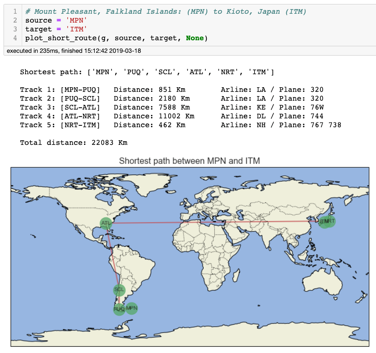 1 # Mount Pleasant, Falkland Islands: (MPN) to Kioto, Japan (ITM)
2 source = 'MPN'
3 target = 'ITM'
4 plot_short_route(g, source, target, None)
executed in 235ms, finished 15:12:42 2019-03-18
Shortest path: ['MPN', 'PUQ', 'SCL', 'ATL', 'NRT', 'ITM']
Track 1: [MPN-PUQ] Distance: 851 Km Arline: LA / Plane: 320
Track 2: [PUQ-SCL] Distance: 2180 Km Arline: LA / Plane: 320
Track 3: [SCL-ATL] Distance: 7588 Km Arline: KE / Plane: 76W
Track 4: [ATL-NRT] Distance: 11002 Km Arline: DL / Plane: 744
Track 5: [NRT-ITM] Distance: 462 Km Arline: NH / Plane: 767 738
Total distance: 22083 Km
Shortest path between MPN and ITM
ATL
SCL
PUQ MPN